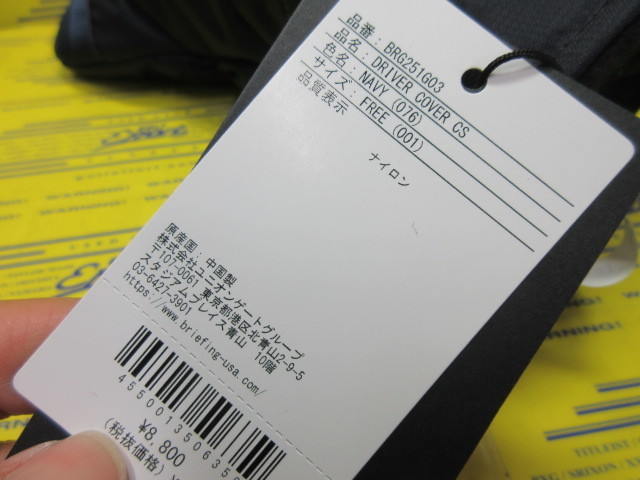 品番: BRG251G03
品名: DRIVER COVER CS
色名: NAVY (076)
サイズ: FREE (001)
品質表示
ナイロン
原産国: 中国製
株式会社ユニオンゲートグループ
〒107-0061 東京都港区北青山2-9-5
スタジアムプレイス青山 10階
03-6427-3901
https://www.briefing-usa.com/
455001350635
¥8,800
(税抜価格)
WARNING!
WARNING!
TITLEIST